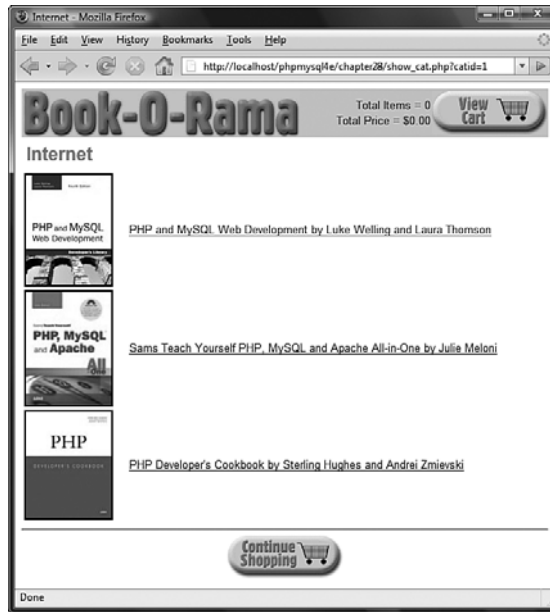 Internet - Mozilla Firefox
File Edit View History Bookmarks Tools Help
http://localhost/phpmysql4e/chapter28/show_cat.php?catid=1
Book-O-Rama
Total Items = 0
Total Price = $0.00
View
Cart
Internet
PHP and MySQL
Web Development
Developer's Library
PHP and MySQL Web Development by Luke Welling and Laura Thomson
PHP, MySQL
and Apache
All
Sams Teach Yourself PHP, MySQL and Apache All-in-One by Julie Meloni
PHP
DEVELOPER'S COOKBOOK
PHP Developer's Cookbook by Sterling Hughes and Andrei Zmievski
Continue
Shopping
Done